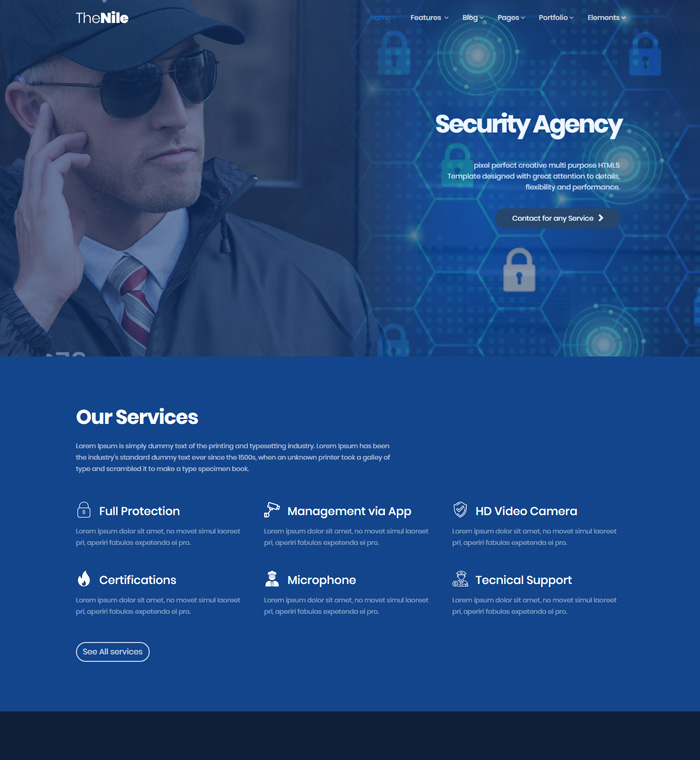 TheNile
Home Features Blog Pages Portfolio Elements
Security Agency
pixel perfect creative multi purpose HTML5
Template designed with great attention to details,
flexibility and performance.
Contact for any Service
Our Services
Lorem Ipsum is simply dummy text of the printing and typesetting industry. Lorem Ipsum has been
the industry's standard dummy text ever since the 1500s, when an unknown printer took a galley of
type and scrambled it to make a type specimen book.
Full Protection
Lorem ipsum dolor sit amet, no movet simul laoreet
pri, aperiri fabulas expetenda ei pro.
Management via App
Lorem ipsum dolor sit amet, no movet simul laoreet
pri, aperiri fabulas expetenda ei pro.
HD Video Camera
Lorem ipsum dolor sit amet, no movet simul laoreet
pri, aperiri fabulas expetenda ei pro.
Certifications
Lorem ipsum dolor sit amet, no movet simul laoreet
pri, aperiri fabulas expetenda ei pro.
Microphone
Lorem ipsum dolor sit amet, no movet simul laoreet
pri, aperiri fabulas expetenda ei pro.
Tecnical Support
Lorem ipsum dolor sit amet, no movet simul laoreet
pri, aperiri fabulas expetenda ei pro.
See All services